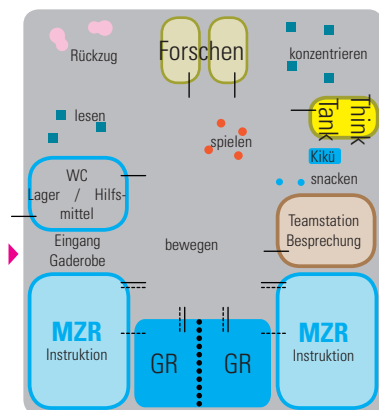 Rückzug
Forschen
konzentrieren
lesen
spielen
Think
Tank
Kikü
snacken
WC
Lager / Hilfs-
mittel
Teamstation
Besprechung
Eingang
Gaderobe
bewegen
MZR
Instruktion
GR
GR
MZR
Instruktion